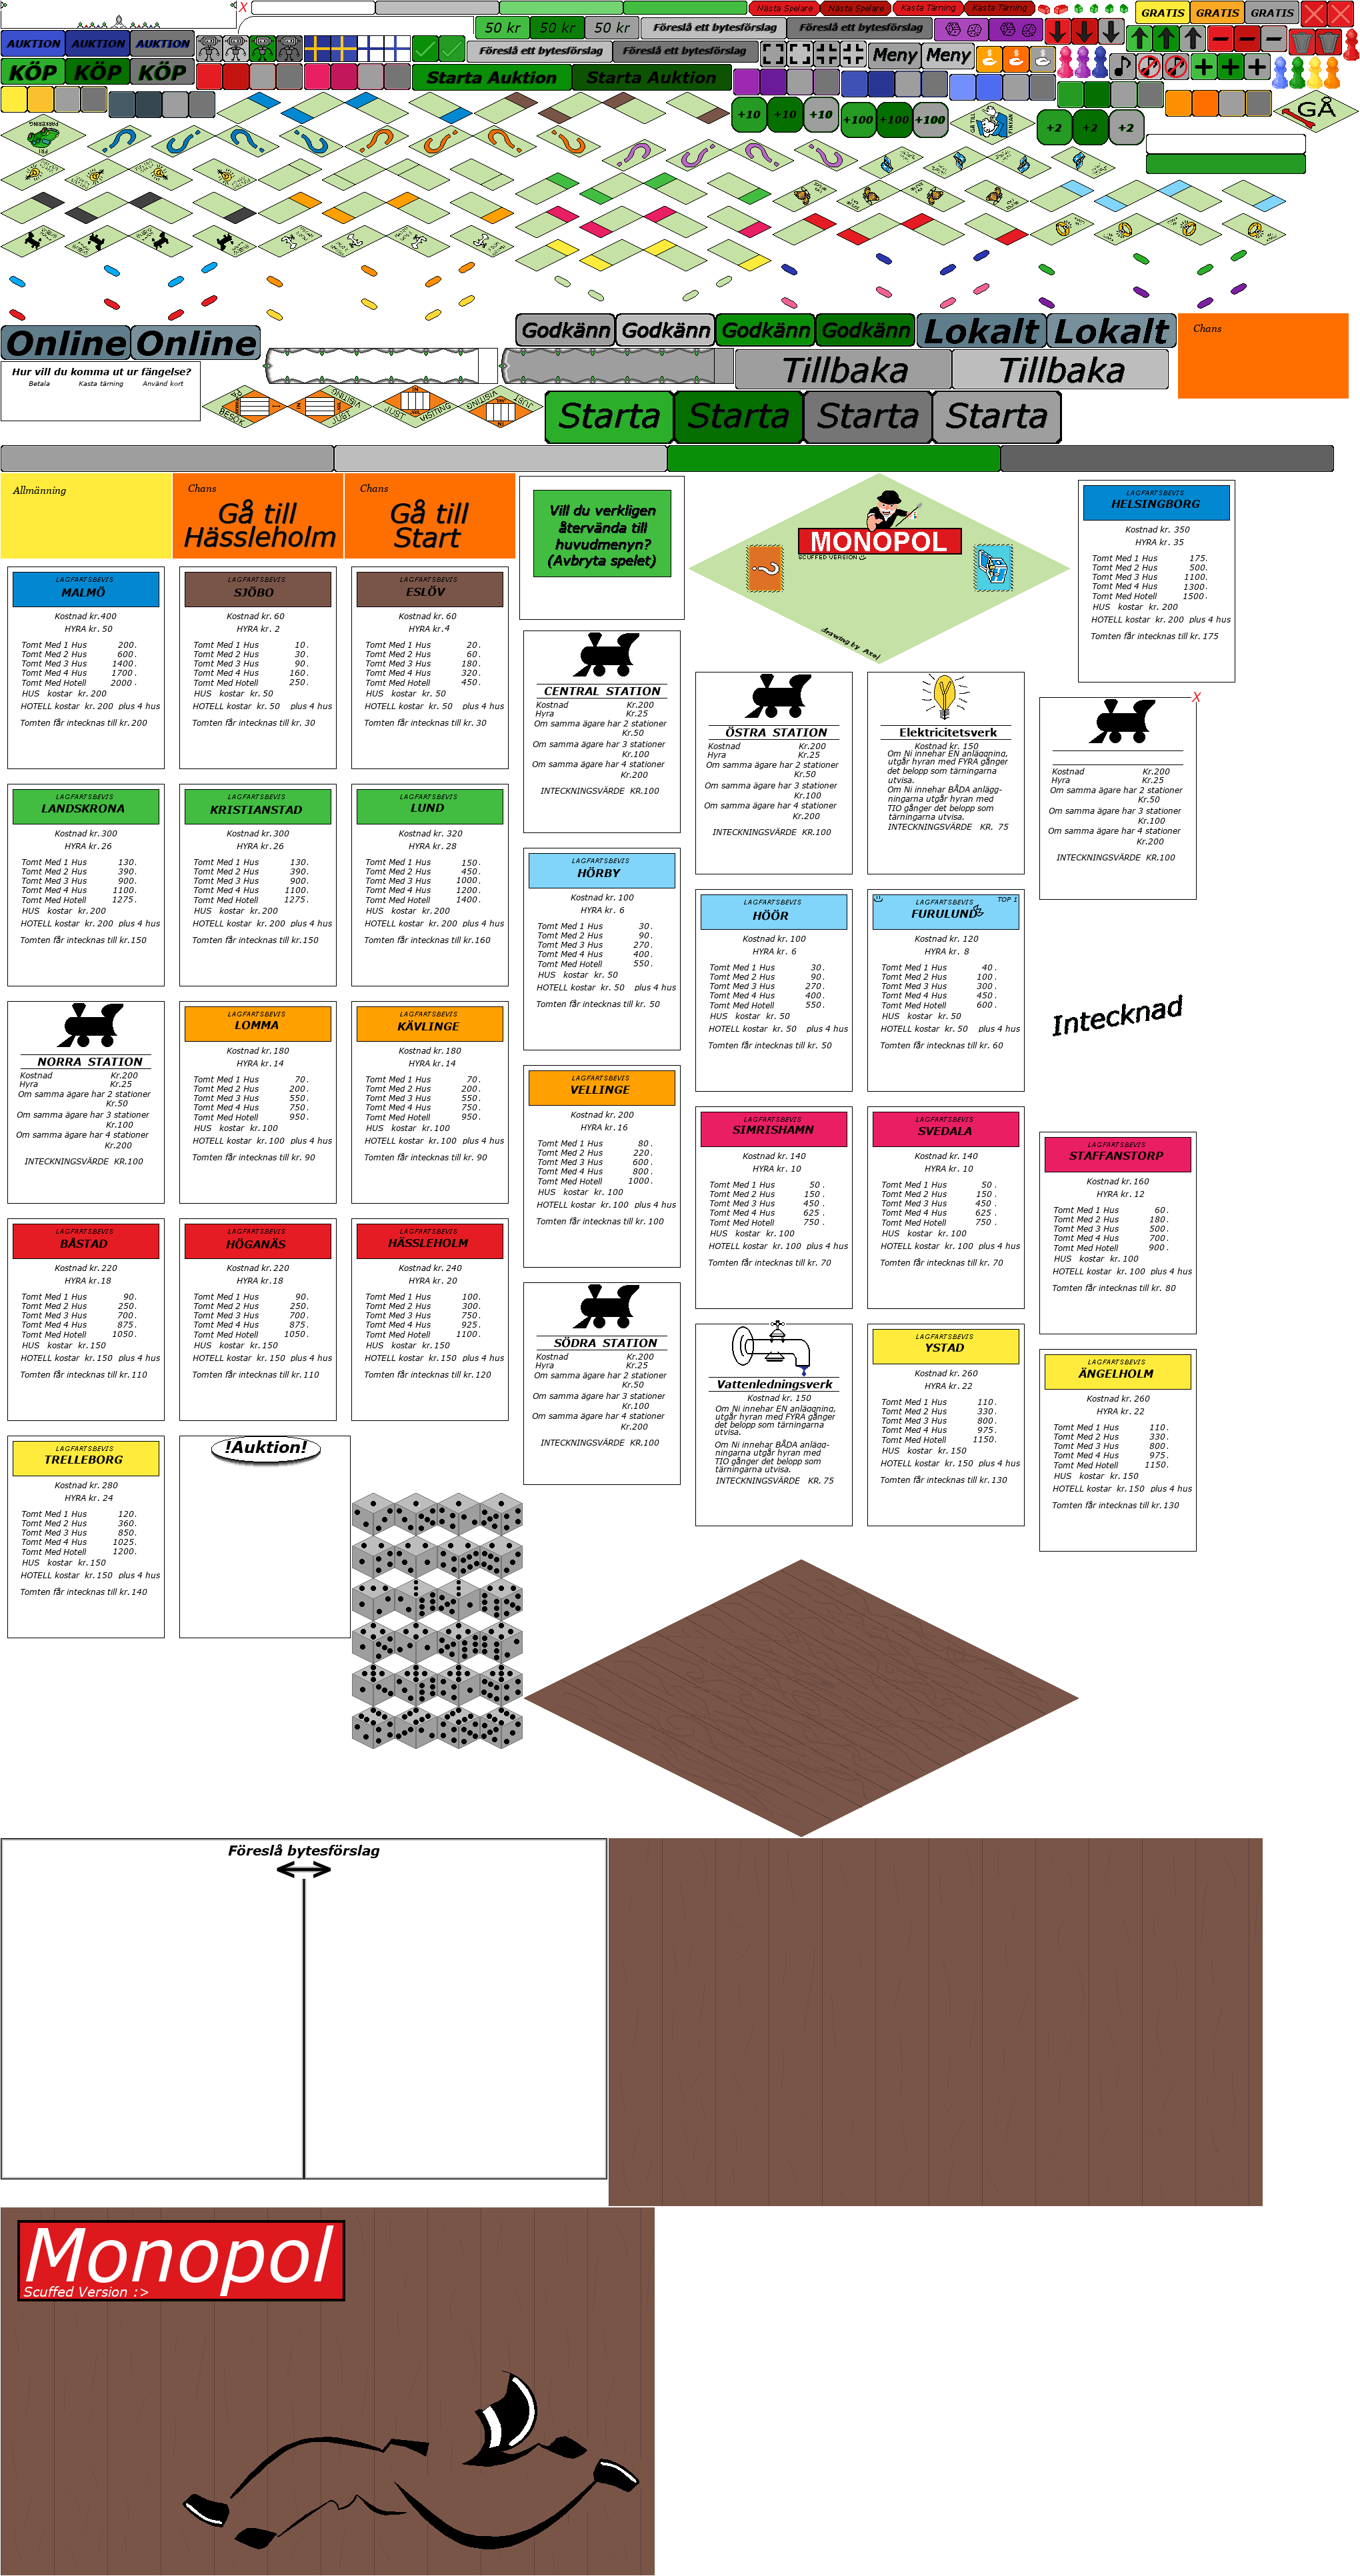 X
Nästa Spelare
Nästa Spelare
Kasta Tärning
Kasta Tärning
GRATIS
GRATIS
GRATIS
50 kr
50 kr
50 kr
Föreslå ett bytesförslag
Föreslå ett bytesförslag
AUKTION
AUKTION
AUKTION
Föreslå ett bytesförslag
Föreslå ett bytesförslag
Meny
Meny
KÖP
KÖP
KÖP
Starta Auktion
Starta Auktion
+10
+10
+10
+100
+100
+100
GÅ
+2
+2
+2
Godkänn
Godkänn
Godkänn
Godkänn
Lokalt
Lokalt
Chans
Online
Online
Tillbaka
Tillbaka
Hur vill du komma ut ur fängelse?
Betala
Kasta tärning
Använd kort
JUST
VISITING
JUST
VISITING
Starta
Starta
Starta
Starta
Allmänning
Chans
Gå till
Hässleholm
Chans
Gå till
Start
Vill du verkligen
återvända till
huvudmenyn?
(Avbryta spelet)
MONOPOL
SCUFFED VERSION
drawing by Axel
LAGFARTSBEVIS
HELSINGBORG
Kostnad kr. 350
HYRA kr. 35
Tomt Med 1 Hus 175.
Tomt Med 2 Hus 500.
Tomt Med 3 Hus 1100.
Tomt Med 4 Hus 1300.
Tomt Med Hotell 1500.
HUS kostar kr. 200
HOTELL kostar kr. 200 plus 4 hus
Tomten får intecknas till kr. 175
LAGFARTSBEVIS
MALMÖ
Kostnad kr.400
HYRA kr. 50
Tomt Med 1 Hus 200.
Tomt Med 2 Hus 600.
Tomt Med 3 Hus 1400.
Tomt Med 4 Hus 1700.
Tomt Med Hotell 2000.
HUS kostar kr. 200
HOTELL kostar kr. 200 plus 4 hus
Tomten får intecknas till kr. 200
LAGFARTSBEVIS
SJÖBO
Kostnad kr. 60
HYRA kr. 2
Tomt Med 1 Hus 10.
Tomt Med 2 Hus 30.
Tomt Med 3 Hus 90.
Tomt Med 4 Hus 160.
Tomt Med Hotell 250.
HUS kostar kr. 50
HOTELL kostar kr. 50 plus 4 hus
Tomten får intecknas till kr. 30
LAGFARTSBEVIS
ESLÖV
Kostnad kr. 60
HYRA kr.4
Tomt Med 1 Hus 20.
Tomt Med 2 Hus 60.
Tomt Med 3 Hus 180.
Tomt Med 4 Hus 320.
Tomt Med Hotell 450.
HUS kostar kr. 50
HOTELL kostar kr. 50 plus 4 hus
Tomten får intecknas till kr. 30
CENTRAL STATION
Kostnad Kr.200
Hyra Kr.25
Om samma ägare har 2 stationer
Kr.50
Om samma ägare har 3 stationer
Kr.100
Om samma ägare har 4 stationer
Kr.200
INTECKNINGSVÄRDE KR.100
ÖSTRA STATION
Kostnad Kr.200
Hyra Kr.25
Om samma ägare har 2 stationer
Kr.50
Om samma ägare har 3 stationer
Kr.100
Om samma ägare har 4 stationer
Kr.200
INTECKNINGSVÄRDE KR.100
Elektricitetsverk
Kostnad kr. 150
Om Ni innehar EN anläggning,
utgår hyran med FYRA gånger
det belopp som tärningarna
utvisa.
Om Ni innehar BÅDA anlägg-
ningarna utgår hyran med
TIO gånger det belopp som
tärningarna utvisa.
INTECKNINGSVÄRDE KR. 75
X
Kostnad Kr.200
Hyra Kr.25
Om samma ägare har 2 stationer
Kr.50
Om samma ägare har 3 stationer
Kr.100
Om samma ägare har 4 stationer
Kr.200
INTECKNINGSVÄRDE KR.100
LAGFARTSBEVIS
LANDSKRONA
Kostnad kr.300
HYRA kr.26
Tomt Med 1 Hus 130.
Tomt Med 2 Hus 390.
Tomt Med 3 Hus 900.
Tomt Med 4 Hus 1100.
Tomt Med Hotell 1275.
HUS kostar kr.200
HOTELL kostar kr.200 plus 4 hus
Tomten får intecknas till kr.150
LAGFARTSBEVIS
KRISTIANSTAD
Kostnad kr.300
HYRA kr.26
Tomt Med 1 Hus 130.
Tomt Med 2 Hus 390.
Tomt Med 3 Hus 900.
Tomt Med 4 Hus 1100.
Tomt Med Hotell 1275.
HUS kostar kr.200
HOTELL kostar kr.200 plus 4 hus
Tomten får intecknas till kr.150
LAGFARTSBEVIS
LUND
Kostnad kr. 320
HYRA kr. 28
Tomt Med 1 Hus 150.
Tomt Med 2 Hus 450.
Tomt Med 3 Hus 1000.
Tomt Med 4 Hus 1200.
Tomt Med Hotell 1400.
HUS kostar kr.200
HOTELL kostar kr.200 plus 4 hus
Tomten får intecknas till kr.160
LAGFARTSBEVIS
HÖRBY
Kostnad kr. 100
HYRA kr. 6
Tomt Med 1 Hus 30.
Tomt Med 2 Hus 90.
Tomt Med 3 Hus 270.
Tomt Med 4 Hus 400.
Tomt Med Hotell 550.
HUS kostar kr. 50
HOTELL kostar kr. 50 plus 4 hus
Tomten får intecknas till kr. 50
LAGFARTSBEVIS
HÖÖR
Kostnad kr. 100
HYRA kr. 6
Tomt Med 1 Hus 30.
Tomt Med 2 Hus 90.
Tomt Med 3 Hus 270.
Tomt Med 4 Hus 400.
Tomt Med Hotell 550.
HUS kostar kr. 50
HOTELL kostar kr. 50 plus 4 hus
Tomten får intecknas till kr. 50
LAGFARTSBEVIS
TOP 1
FURULUND
Kostnad kr. 120
HYRA kr. 8
Tomt Med 1 Hus 40.
Tomt Med 2 Hus 100.
Tomt Med 3 Hus 300.
Tomt Med 4 Hus 450.
Tomt Med Hotell 600.
HUS kostar kr. 50
HOTELL kostar kr. 50 plus 4 hus
Tomten får intecknas till kr. 60
Intecknad
NORRA STATION
Kostnad Kr.200
Hyra Kr.25
Om samma ägare har 2 stationer
Kr.50
Om samma ägare har 3 stationer
Kr.100
Om samma ägare har 4 stationer
Kr.200
INTECKNINGSVÄRDE KR.100
LAGFARTSBEVIS
LOMMA
Kostnad kr.180
HYRA kr.14
Tomt Med 1 Hus 70.
Tomt Med 2 Hus 200.
Tomt Med 3 Hus 550.
Tomt Med 4 Hus 750.
Tomt Med Hotell 950.
HUS kostar kr.100
HOTELL kostar kr.100 plus 4 hus
Tomten får intecknas till kr. 90
LAGFARTSBEVIS
KÄVLINGE
Kostnad kr.180
HYRA kr.14
Tomt Med 1 Hus 70.
Tomt Med 2 Hus 200.
Tomt Med 3 Hus 550.
Tomt Med 4 Hus 750.
Tomt Med Hotell 950.
HUS kostar kr.100
HOTELL kostar kr.100 plus 4 hus
Tomten får intecknas till kr. 90
LAGFARTSBEVIS
VELLINGE
Kostnad kr. 200
HYRA kr.16
Tomt Med 1 Hus 80.
Tomt Med 2 Hus 220.
Tomt Med 3 Hus 600.
Tomt Med 4 Hus 800.
Tomt Med Hotell 1000.
HUS kostar kr. 100
HOTELL kostar kr.100 plus 4 hus
Tomten får intecknas till kr. 100
LAGFARTSBEVIS
SIMRISHAMN
Kostnad kr.140
HYRA kr. 10
Tomt Med 1 Hus 50.
Tomt Med 2 Hus 150.
Tomt Med 3 Hus 450.
Tomt Med 4 Hus 625.
Tomt Med Hotell 750.
HUS kostar kr.100
HOTELL kostar kr.100 plus 4 hus
Tomten får intecknas till kr. 70
LAGFARTSBEVIS
SVEDALA
Kostnad kr.140
HYRA kr. 10
Tomt Med 1 Hus 50.
Tomt Med 2 Hus 150.
Tomt Med 3 Hus 450.
Tomt Med 4 Hus 625.
Tomt Med Hotell 750.
HUS kostar kr.100
HOTELL kostar kr.100 plus 4 hus
Tomten får intecknas till kr. 70
LAGFARTSBEVIS
STAFFANSTORP
Kostnad kr.160
HYRA kr. 12
Tomt Med 1 Hus 60.
Tomt Med 2 Hus 180.
Tomt Med 3 Hus 500.
Tomt Med 4 Hus 700.
Tomt Med Hotell 900.
HUS kostar kr.100
HOTELL kostar kr.100 plus 4 hus
Tomten får intecknas till kr. 80
LAGFARTSBEVIS
BÅSTAD
Kostnad kr.220
HYRA kr.18
Tomt Med 1 Hus 90.
Tomt Med 2 Hus 250.
Tomt Med 3 Hus 700.
Tomt Med 4 Hus 875.
Tomt Med Hotell 1050.
HUS kostar kr.150
HOTELL kostar kr.150 plus 4 hus
Tomten får intecknas till kr.110
LAGFARTSBEVIS
HÖGANÄS
Kostnad kr.220
HYRA kr.18
Tomt Med 1 Hus 90.
Tomt Med 2 Hus 250.
Tomt Med 3 Hus 700.
Tomt Med 4 Hus 875.
Tomt Med Hotell 1050.
HUS kostar kr.150
HOTELL kostar kr.150 plus 4 hus
Tomten får intecknas till kr.110
LAGFARTSBEVIS
HÄSSLEHOLM
Kostnad kr. 240
HYRA kr. 20
Tomt Med 1 Hus 100.
Tomt Med 2 Hus 300.
Tomt Med 3 Hus 750.
Tomt Med 4 Hus 925.
Tomt Med Hotell 1100.
HUS kostar kr.150
HOTELL kostar kr.150 plus 4 hus
Tomten får intecknas till kr.120
SÖDRA STATION
Kostnad Kr.200
Hyra Kr.25
Om samma ägare har 2 stationer
Kr.50
Om samma ägare har 3 stationer
Kr.100
Om samma ägare har 4 stationer
Kr.200
INTECKNINGSVÄRDE KR.100
Vattenledningsverk
Kostnad kr. 150
Om Ni innehar EN anläggning,
utgår hyran med FYRA gånger
det belopp som tärningarna
utvisa.
Om Ni innehar BÅDA anlägg-
ningarna utgår hyran med
TIO gånger det belopp som
tärningarna utvisa.
INTECKNINGSVÄRDE KR. 75
LAGFARTSBEVIS
YSTAD
Kostnad kr.260
HYRA kr.22
Tomt Med 1 Hus 110.
Tomt Med 2 Hus 330.
Tomt Med 3 Hus 800.
Tomt Med 4 Hus 975.
Tomt Med Hotell 1150.
HUS kostar kr.150
HOTELL kostar kr.150 plus 4 hus
Tomten får intecknas till kr.130
LAGFARTSBEVIS
ÄNGELHOLM
Kostnad kr.260
HYRA kr.22
Tomt Med 1 Hus 110.
Tomt Med 2 Hus 330.
Tomt Med 3 Hus 800.
Tomt Med 4 Hus 975.
Tomt Med Hotell 1150.
HUS kostar kr.150
HOTELL kostar kr.150 plus 4 hus
Tomten får intecknas till kr.130
LAGFARTSBEVIS
TRELLEBORG
Kostnad kr. 280
HYRA kr. 24
Tomt Med 1 Hus 120.
Tomt Med 2 Hus 360.
Tomt Med 3 Hus 850.
Tomt Med 4 Hus 1025.
Tomt Med Hotell 1200.
HUS kostar kr.150
HOTELL kostar kr.150 plus 4 hus
Tomten får intecknas till kr.140
!Auktion!
Föreslå bytesförslag
Monopol
Scuffed Version :>